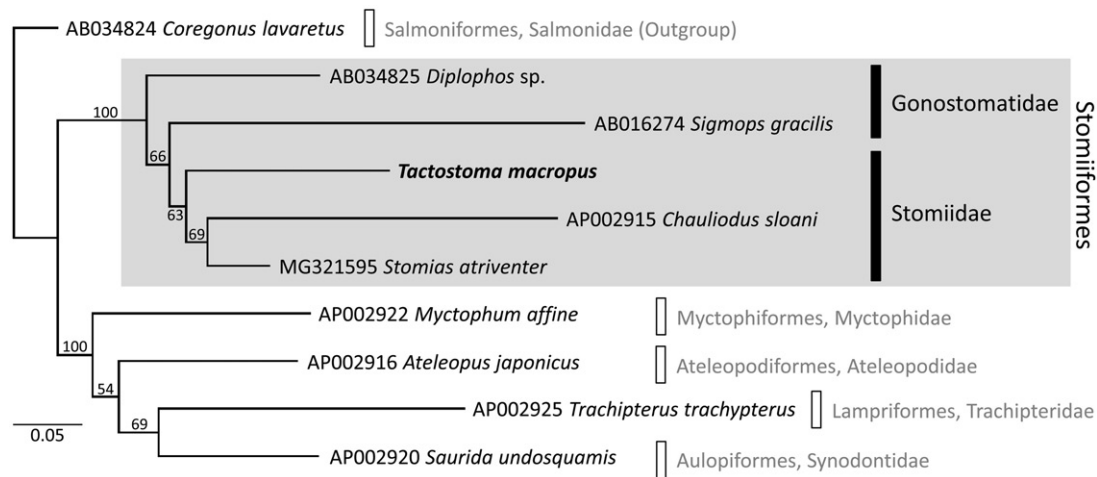 AB034824 Coregonus lavaretus
Salmoniformes, Salmonidae (Outgroup)
AB034825 Diplophos sp.
100
Gonostomatidae
Stomiiformes
AB016274 Sigmops gracilis
66
Tactostoma macropus
63
AP002915 Chauliodus sloani
Stomiidae
69
MG321595 Stomias atriventer
AP002922 Myctophum affine
Myctophiformes, Myctophidae
100
AP002916 Ateleopus japonicus
Ateleopodiformes, Ateleopodidae
54
AP002925 Trachipterus trachypterus
Lampriformes, Trachipteridae
69
0.05
AP002920 Saurida undosquamis
Aulopiformes, Synodontidae